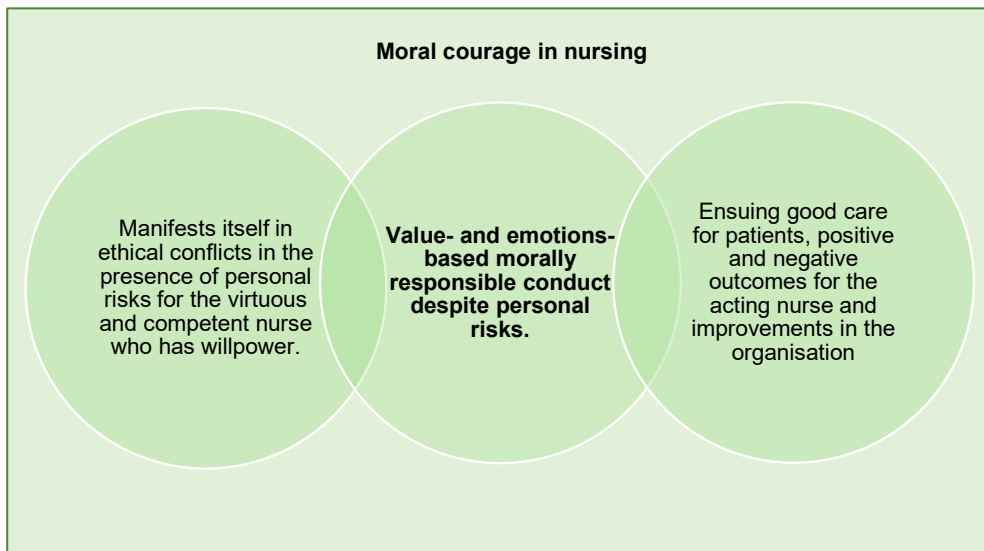 Moral courage in nursing
Manifests itself in
ethical conflicts in the
presence of personal
risks for the virtuous
and competent nurse
who has willpower.
Value- and emotions-
based morally
responsible conduct
despite personal
risks.
Ensuing good care
for patients, positive
and negative
outcomes for the
acting nurse and
improvements in the
organisation